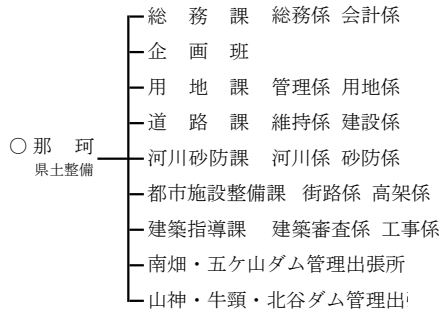 総務課 総務係 会計係
企画班
用地課 管理係 用地係
道路課 維持係 建設係
○那珂
県土整備
河川砂防課 河川係 砂防係
都市施設整備課 街路係 高架係
建築指導課 建築審査係 工事係
南畑・五ケ山ダム管理出張所
山神・牛頸・北谷ダム管理出